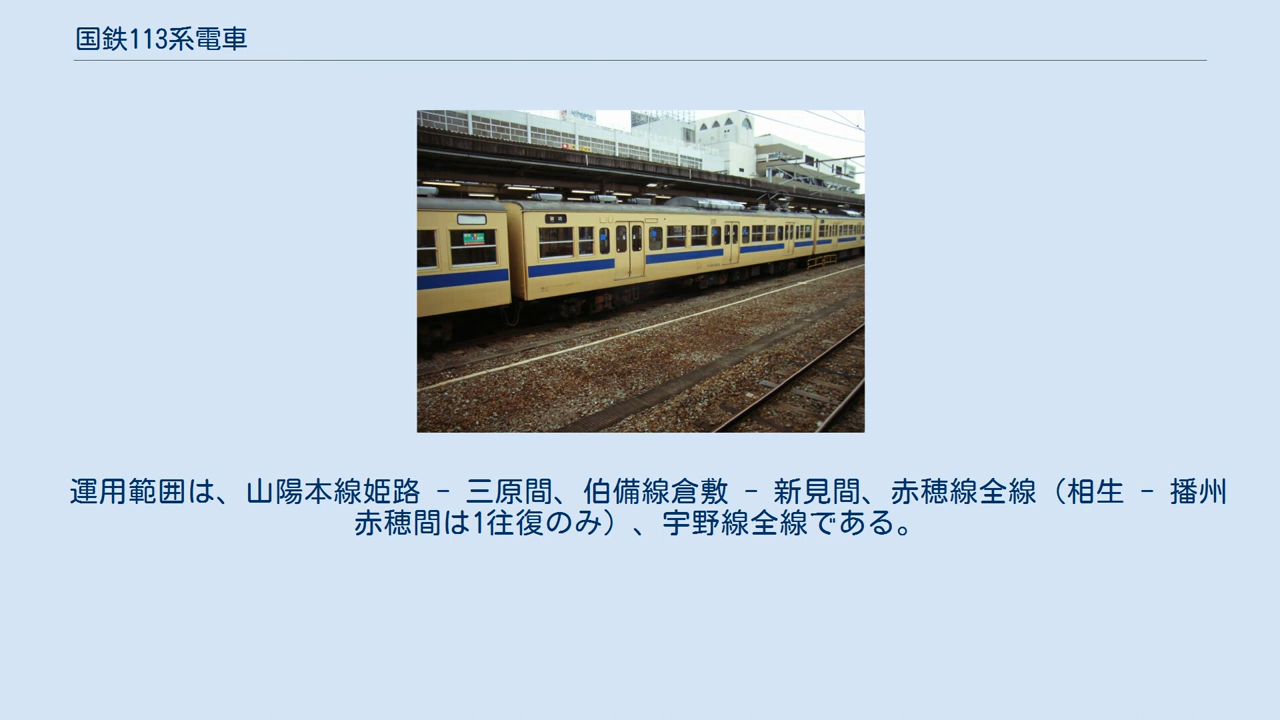 国鉄113系電車
運用範囲は、山陽本線姫路 - 三原間、伯備線倉敷 - 新見間、赤穂線全線（相生 - 播州
赤穂間は1往復のみ）、宇野線全線である。